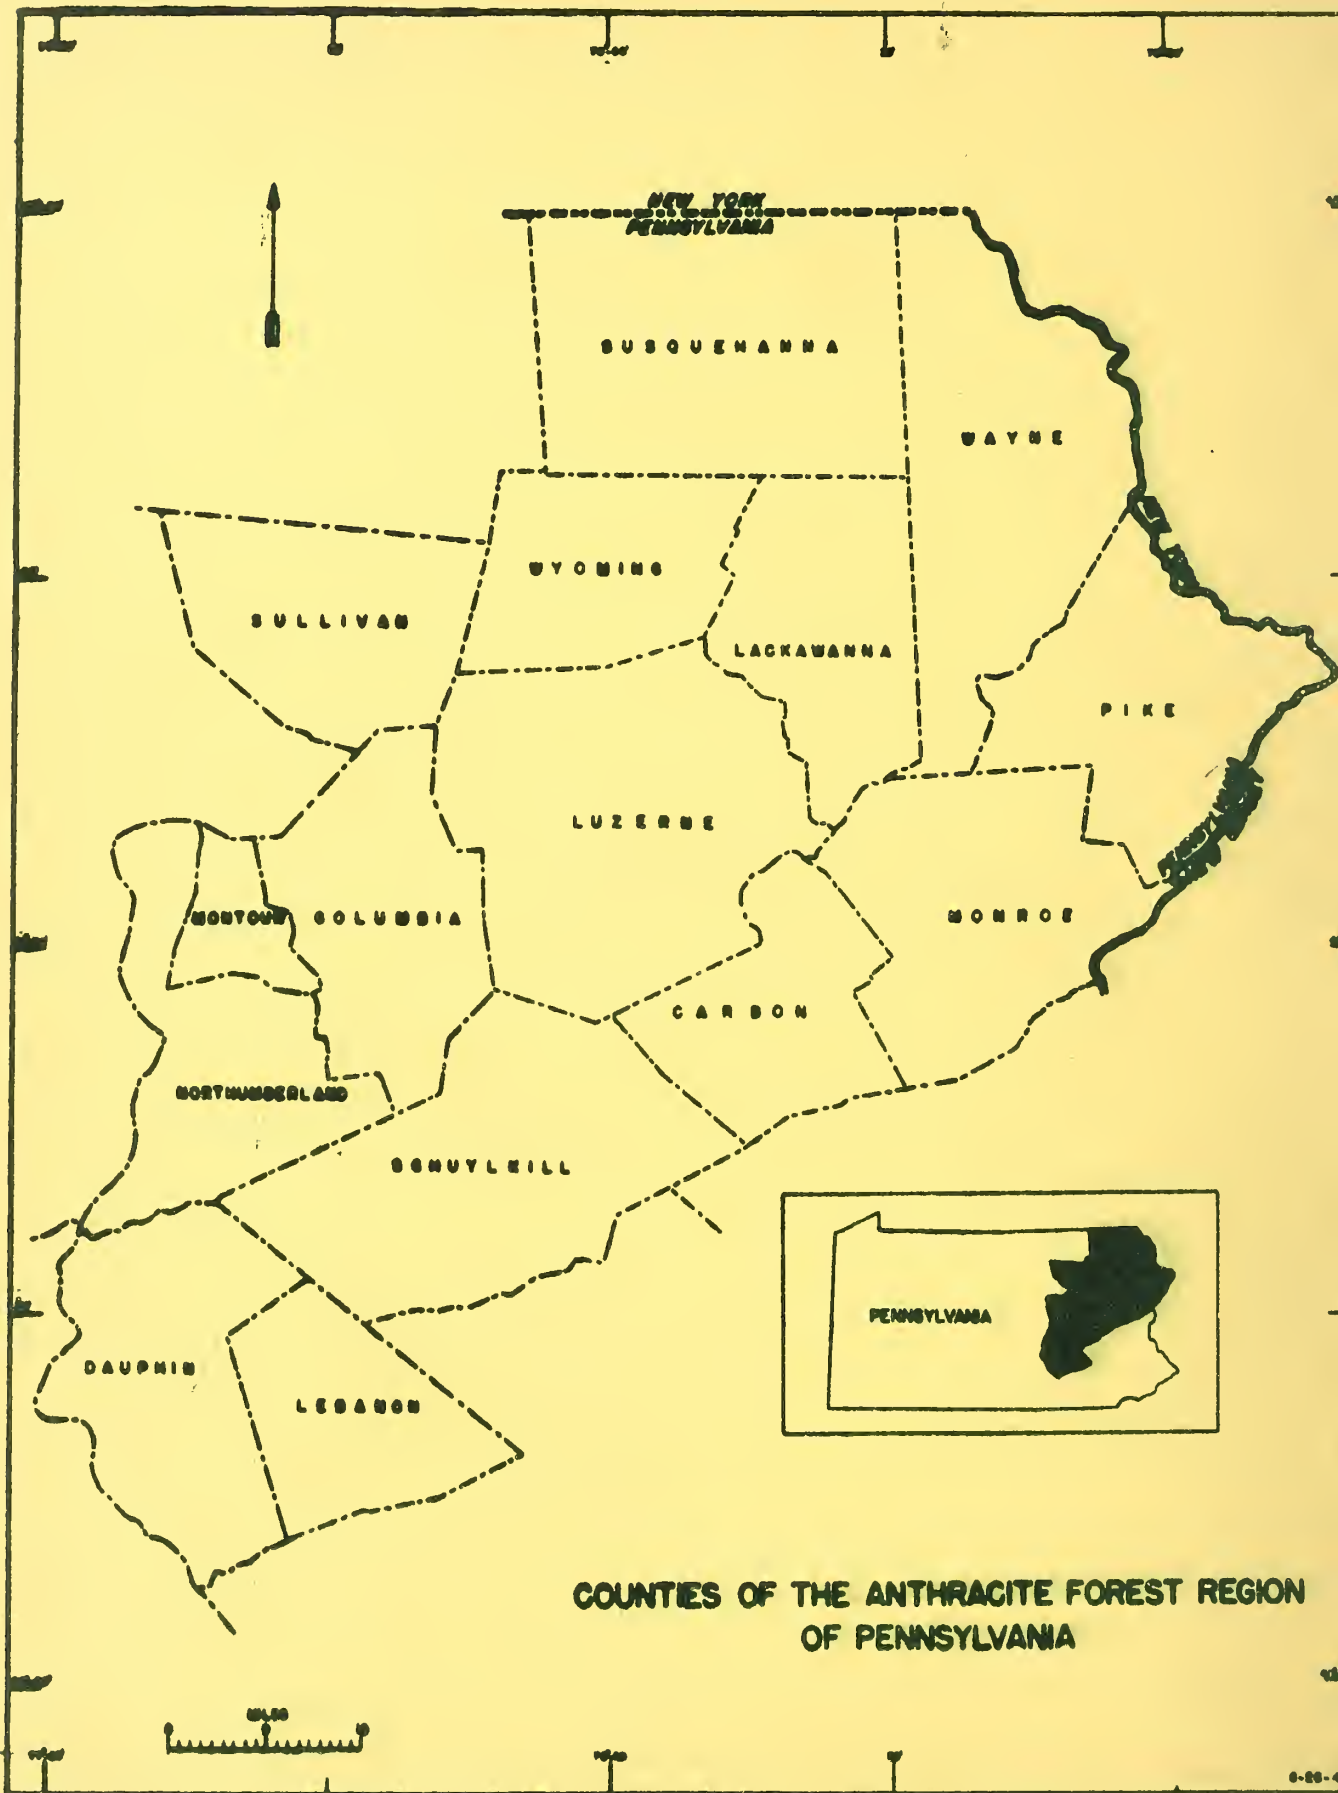 NEW YORK
PENNSYLVANIA
SUSQUEHANNA
WAYNE
WYOMING
SULLIVAN
LACKAWANNA
PIKE
LUZERNE
MONTOUR
COLUMBIA
MONROE
CARBON
NORTHUMBERLAND
SCHUYLKILL
PENNSYLVANIA
DAUPHIN
LEBANON
COUNTIES OF THE ANTHRACITE FOREST REGION
OF PENNSYLVANIA
MILES